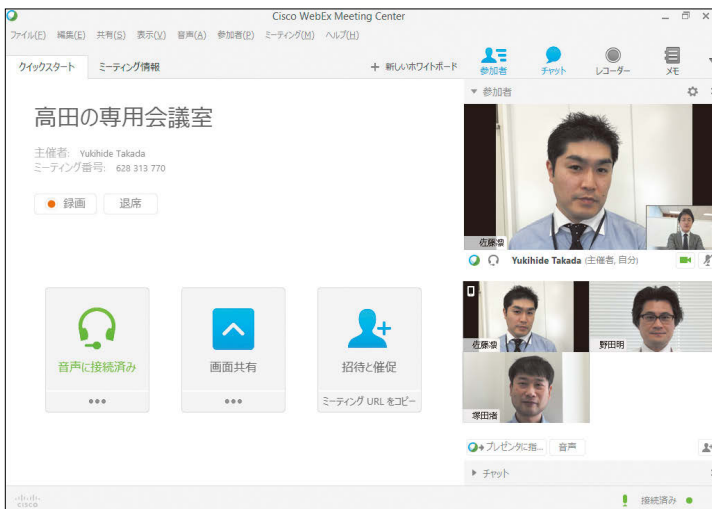 Cisco WebEx Meeting Center
ファイル(F) 編集(E) 共有(S) 表示(V) 音声(A) 参加者(P) ミーティング(M) ヘルプ(H)
クイックスタート ミーティング情報 + 新しいホワイトボード
参加者 チャット レコーダー メモ
参加者
高田の専用会議室
主催者: Yukihide Takada
ミーティング番号: 628 313 770
録画 退席
佐藤
Yukihide Takada (主催者, 自分)
音声に接続済み
画面共有
招待と催促
ミーティング URL をコピー
佐藤
野田明
塚田渚
プレゼンタに指... 音声
チャット
CISCO
接続済み